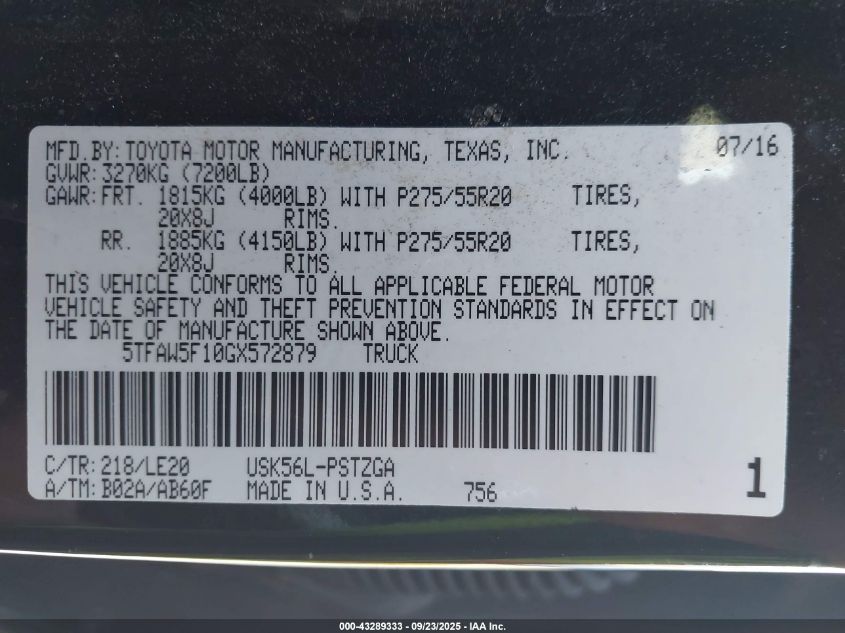 MFD.BY:TOYOTA MOTOR MANUFACTURING, TEXAS, INC. 07/16
GVWR:3270KG (7200LB)
GAWR:FRT. 1815KG (4000LB) WITH P275/55R20 TIRES,
20X8J RIMS.
RR. 1885KG (4150LB) WITH P275/55R20 TIRES,
20X8J RIMS.
THIS VEHICLE CONFORMS TO ALL APPLICABLE FEDERAL MOTOR
VEHICLE SAFETY AND THEFT PREVENTION STANDARDS IN EFFECT ON
THE DATE OF MANUFACTURE SHOWN ABOVE.
5TFAW5F10GX572879 TRUCK
C/TR:218/LE20 USK56L-PSTZGA
A/TM:B02A/AB60F MADE IN U.S.A. 756 1
000-43289333 - 09/23/2025 - IAA Inc.